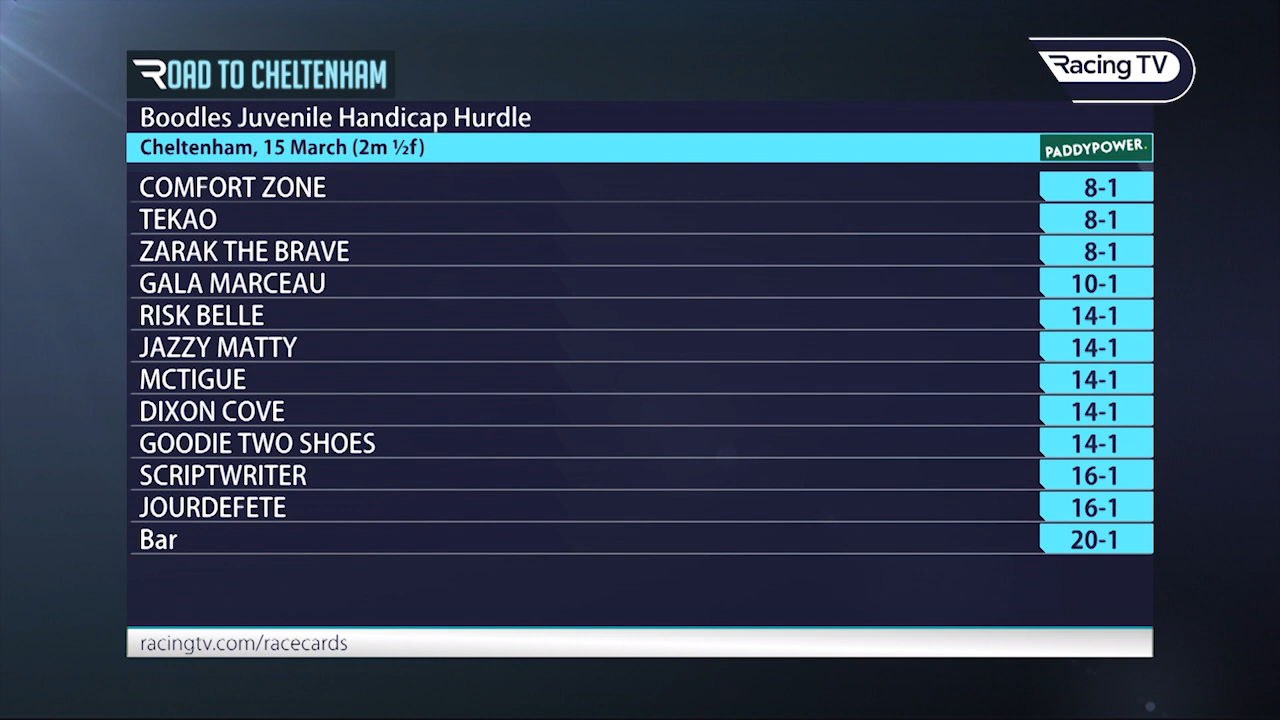 ROAD TO CHELTENHAM
Racing TV
Boodles Juvenile Handicap Hurdle
Cheltenham, 15 March (2m ½f) PADDYPOWER.
COMFORT ZONE 8-1
TEKAO 8-1
ZARAK THE BRAVE 8-1
GALA MARCEAU 10-1
RISK BELLE 14-1
JAZZY MATTY 14-1
MCTIGUE 14-1
DIXON COVE 14-1
GOODIE TWO SHOES 14-1
SCRIPTWRITER 16-1
JOURDEFETE 16-1
Bar 20-1
racingtv.com/racecards